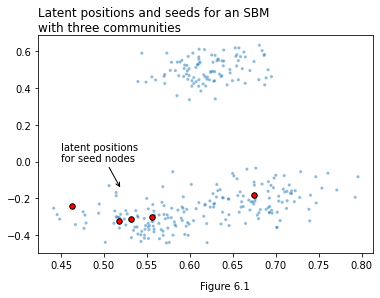 Latent positions and seeds for an SBM
with three communities
0.6
0.4
0.2
0.0
−0.2
−0.4
latent positions
for seed nodes
0.45 0.50 0.55 0.60 0.65 0.70 0.75 0.80
Figure 6.1